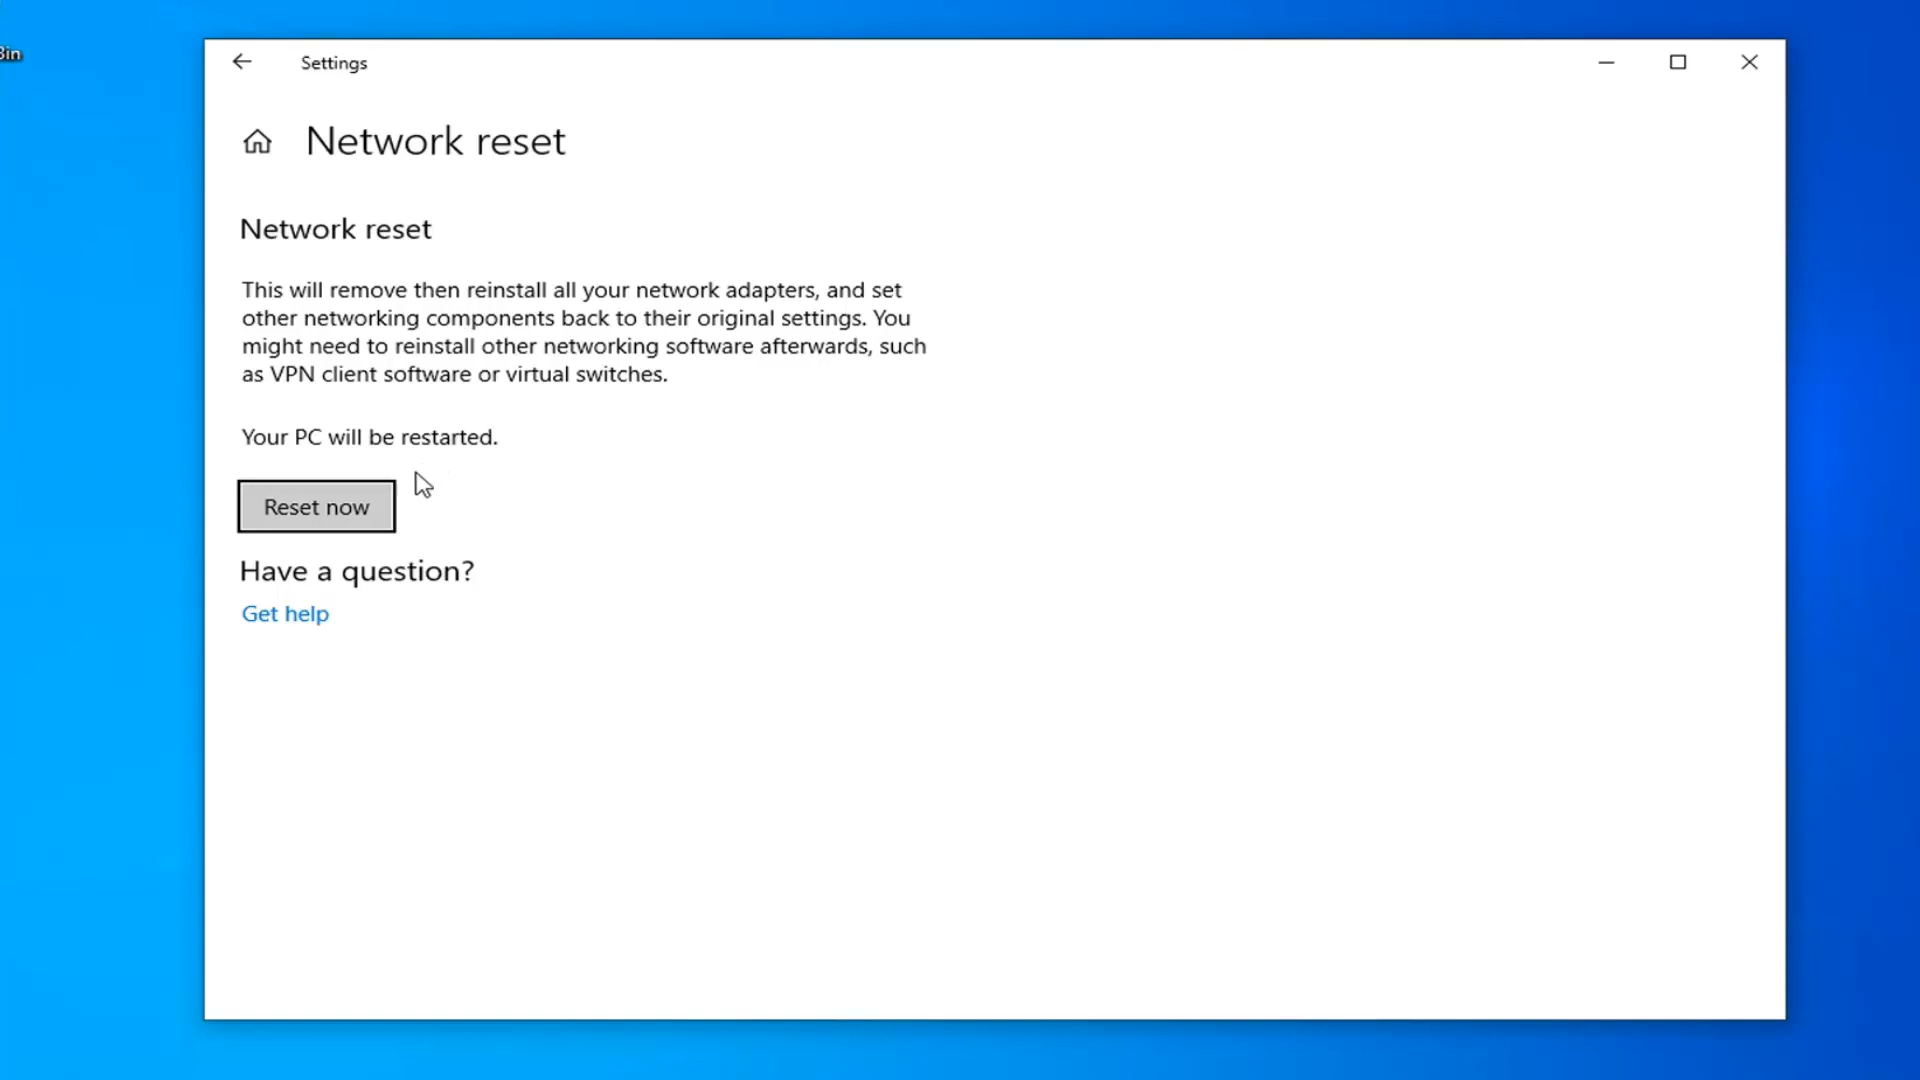 Bin
Settings
Network reset
Network reset
This will remove then reinstall all your network adapters, and set
other networking components back to their original settings. You
might need to reinstall other networking software afterwards, such
as VPN client software or virtual switches.
Your PC will be restarted.
Reset now
Have a question?
Get help